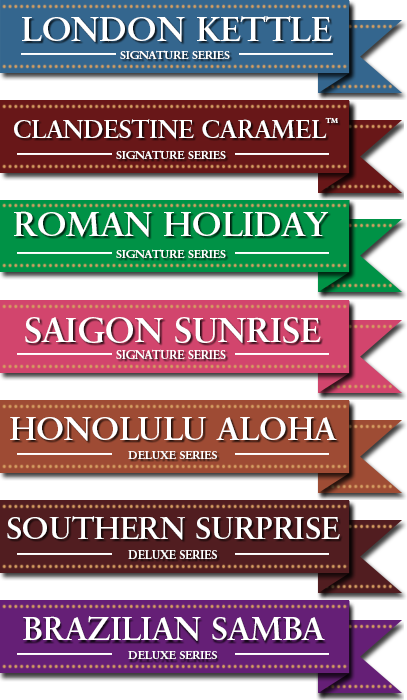 LONDON KETTLE
SIGNATURE SERIES
CLANDESTINE CARAMEL™
SIGNATURE SERIES
ROMAN HOLIDAY
SIGNATURE SERIES
SAIGON SUNRISE
SIGNATURE SERIES
HONOLULU ALOHA
DELUXE SERIES
SOUTHERN SURPRISE
DELUXE SERIES
BRAZILIAN SAMBA
DELUXE SERIES